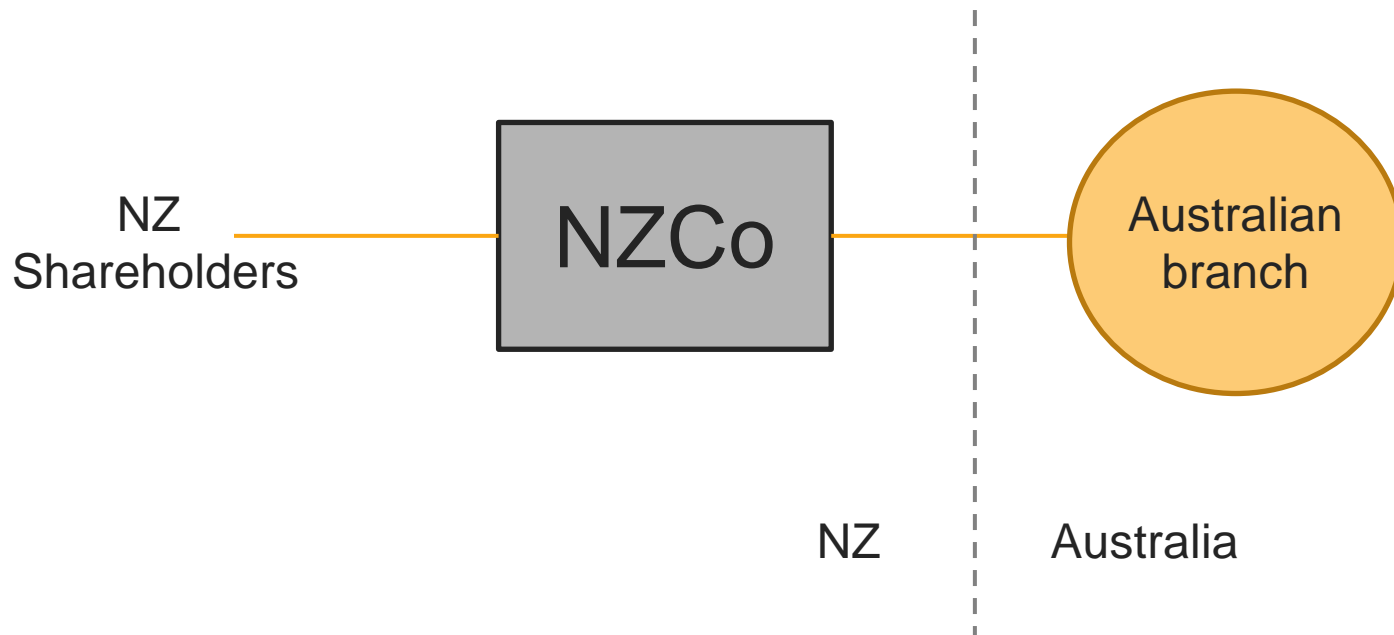 NZ
Shareholders
NZCo
Australian
branch
NZ
Australia